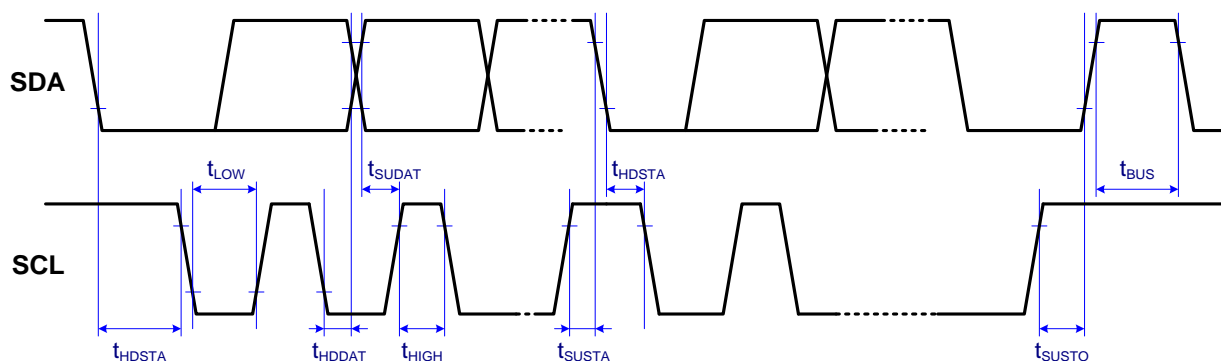 SDA
tLOW
tSUDAT
tHDSTA
tBUS
SCL
tHDSTA
tHDDAT
tHIGH
tSUSTA
tSUSTO